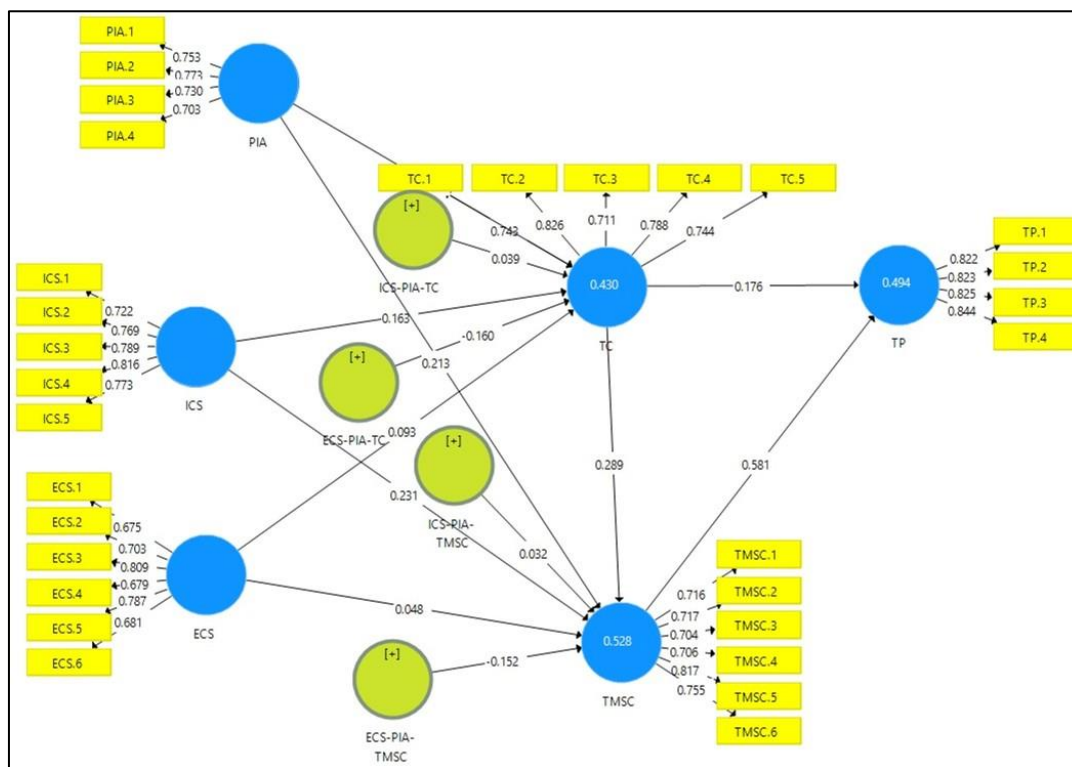 PIA.1
PIA.2
PIA.3
PIA.4
0.753
0.773
0.730
0.703
PIA
TC.1
TC.2
TC.3
TC.4
TC.5
0.743
0.826
0.711
0.788
0.744
[+]
0.039
ICS-PIA-TC
0.430
TC
0.176
TP.1
TP.2
TP.3
TP.4
0.822
0.823
0.825
0.844
0.494
TP
ICS.1
ICS.2
ICS.3
ICS.4
ICS.5
0.722
0.769
0.789
0.816
0.773
ICS
0.163
-0.160
[+]
ECS-PIA-TC
0.213
0.093
[+]
ICS-PIA-
TMSC
0.231
0.032
0.289
0.581
ECS.1
ECS.2
ECS.3
ECS.4
ECS.5
ECS.6
0.675
0.703
0.809
0.679
0.787
0.681
ECS
0.048
[+]
-0.152
ECS-PIA-
TMSC
0.528
TMSC
TMSC.1
TMSC.2
TMSC.3
TMSC.4
TMSC.5
TMSC.6
0.716
0.717
0.704
0.706
0.817
0.755